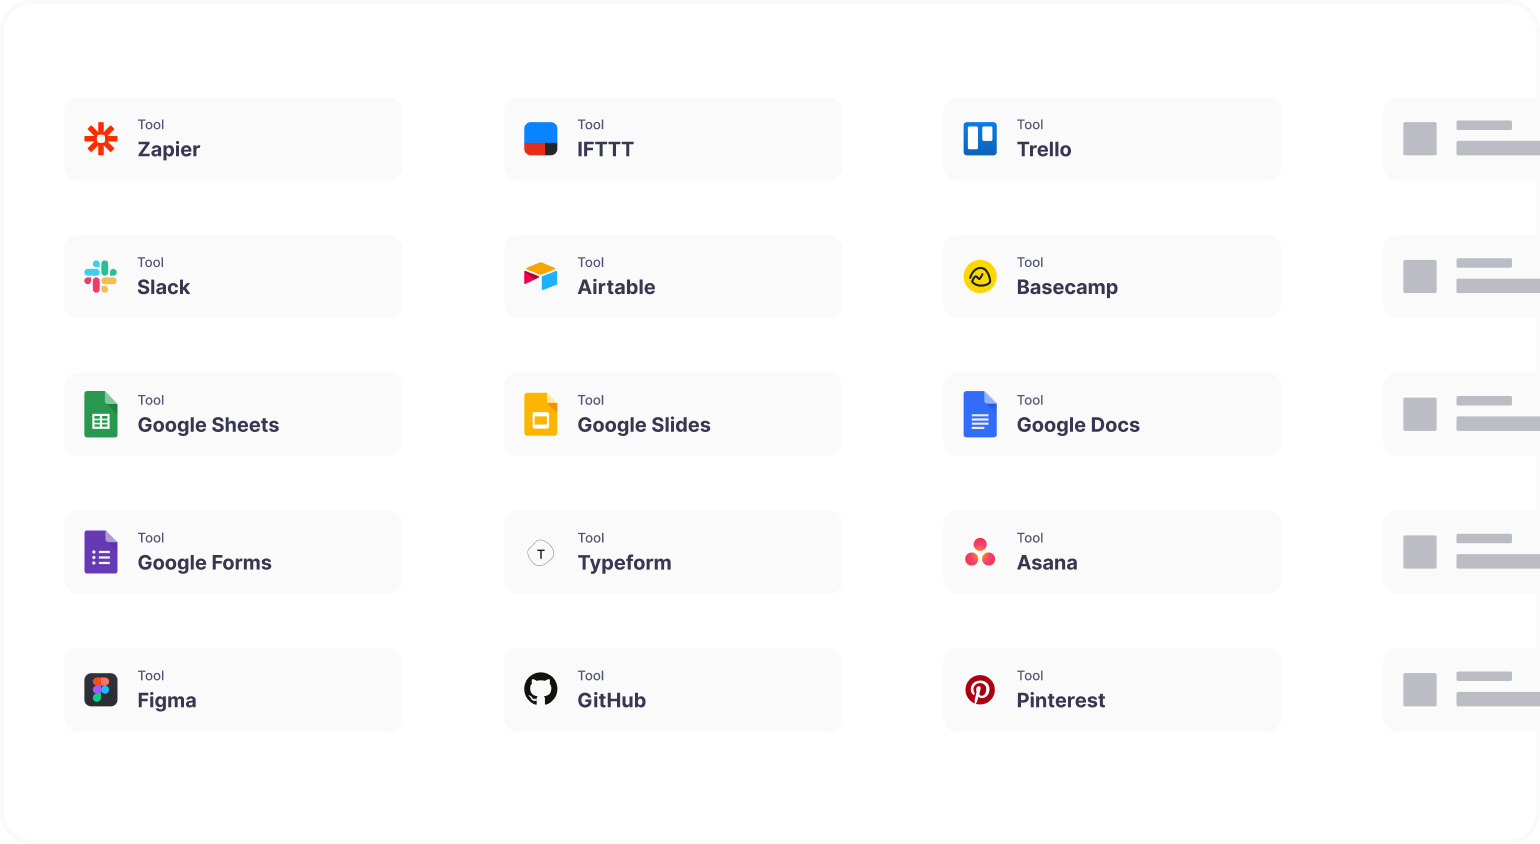 Tool
Zapier
Tool
IFTTT
Tool
Trello
Tool
Slack
Tool
Airtable
Tool
Basecamp
Tool
Google Sheets
Tool
Google Slides
Tool
Google Docs
Tool
Google Forms
T
Tool
Typeform
Tool
Asana
Tool
Figma
Tool
GitHub
Tool
Pinterest